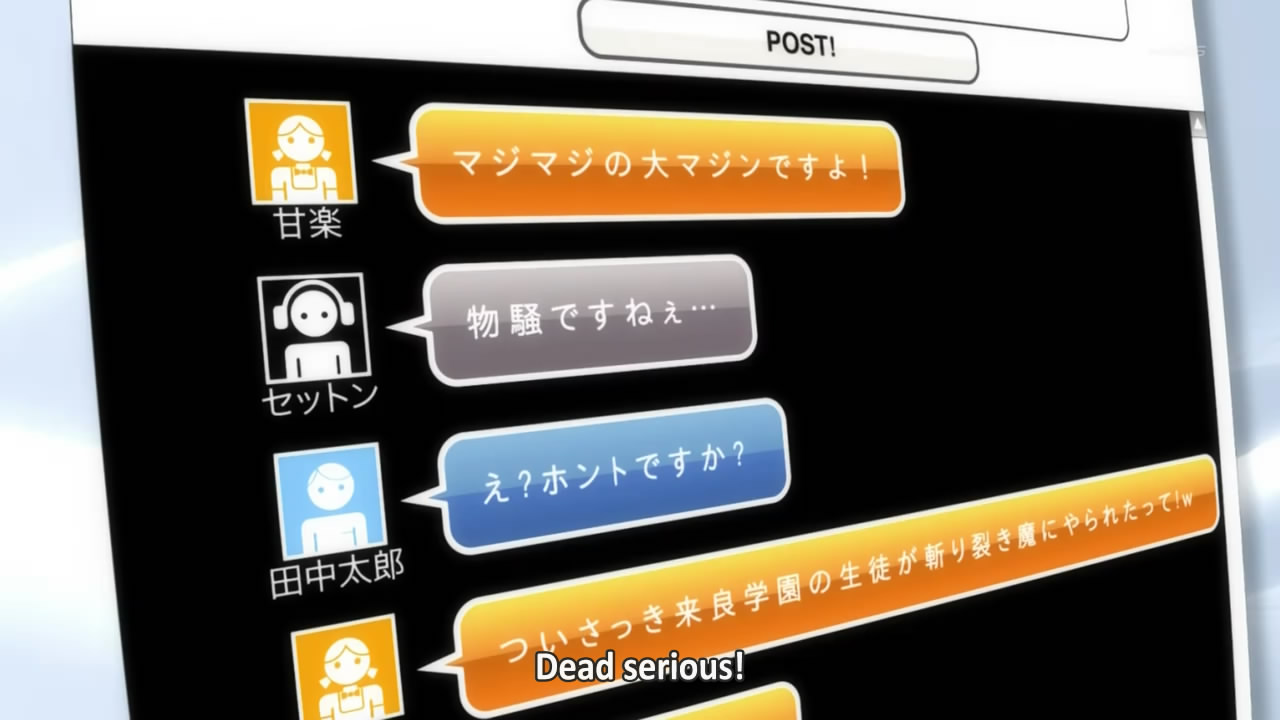 POST!
マジマジの大マジンですよ！
甘楽
物騒ですねぇ…
セットン
え？ホントですか？
田中太郎
ついさっき来良学園の生徒が斬り裂き魔にやられたって！w
Dead serious!